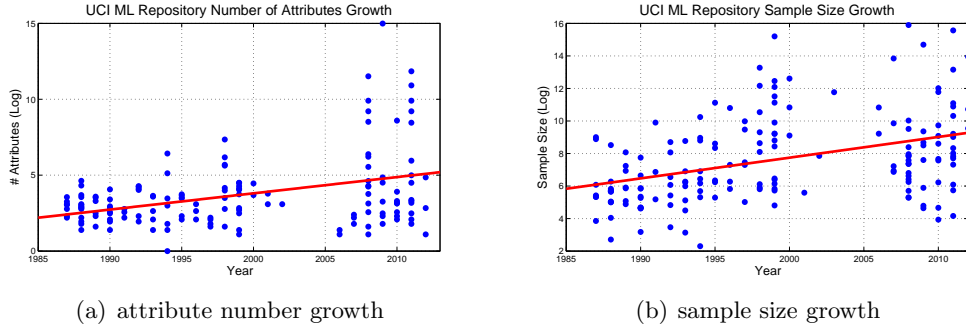 UCI ML Repository Number of Attributes Growth
15
10
5
0
# Attributes (Log)
1985 1990 1995 2000 2005 2010
Year
(a) attribute number growth
UCI ML Repository Sample Size Growth
16
14
12
10
8
6
4
2
Sample Size (Log)
1985 1990 1995 2000 2005 2010
Year
(b) sample size growth